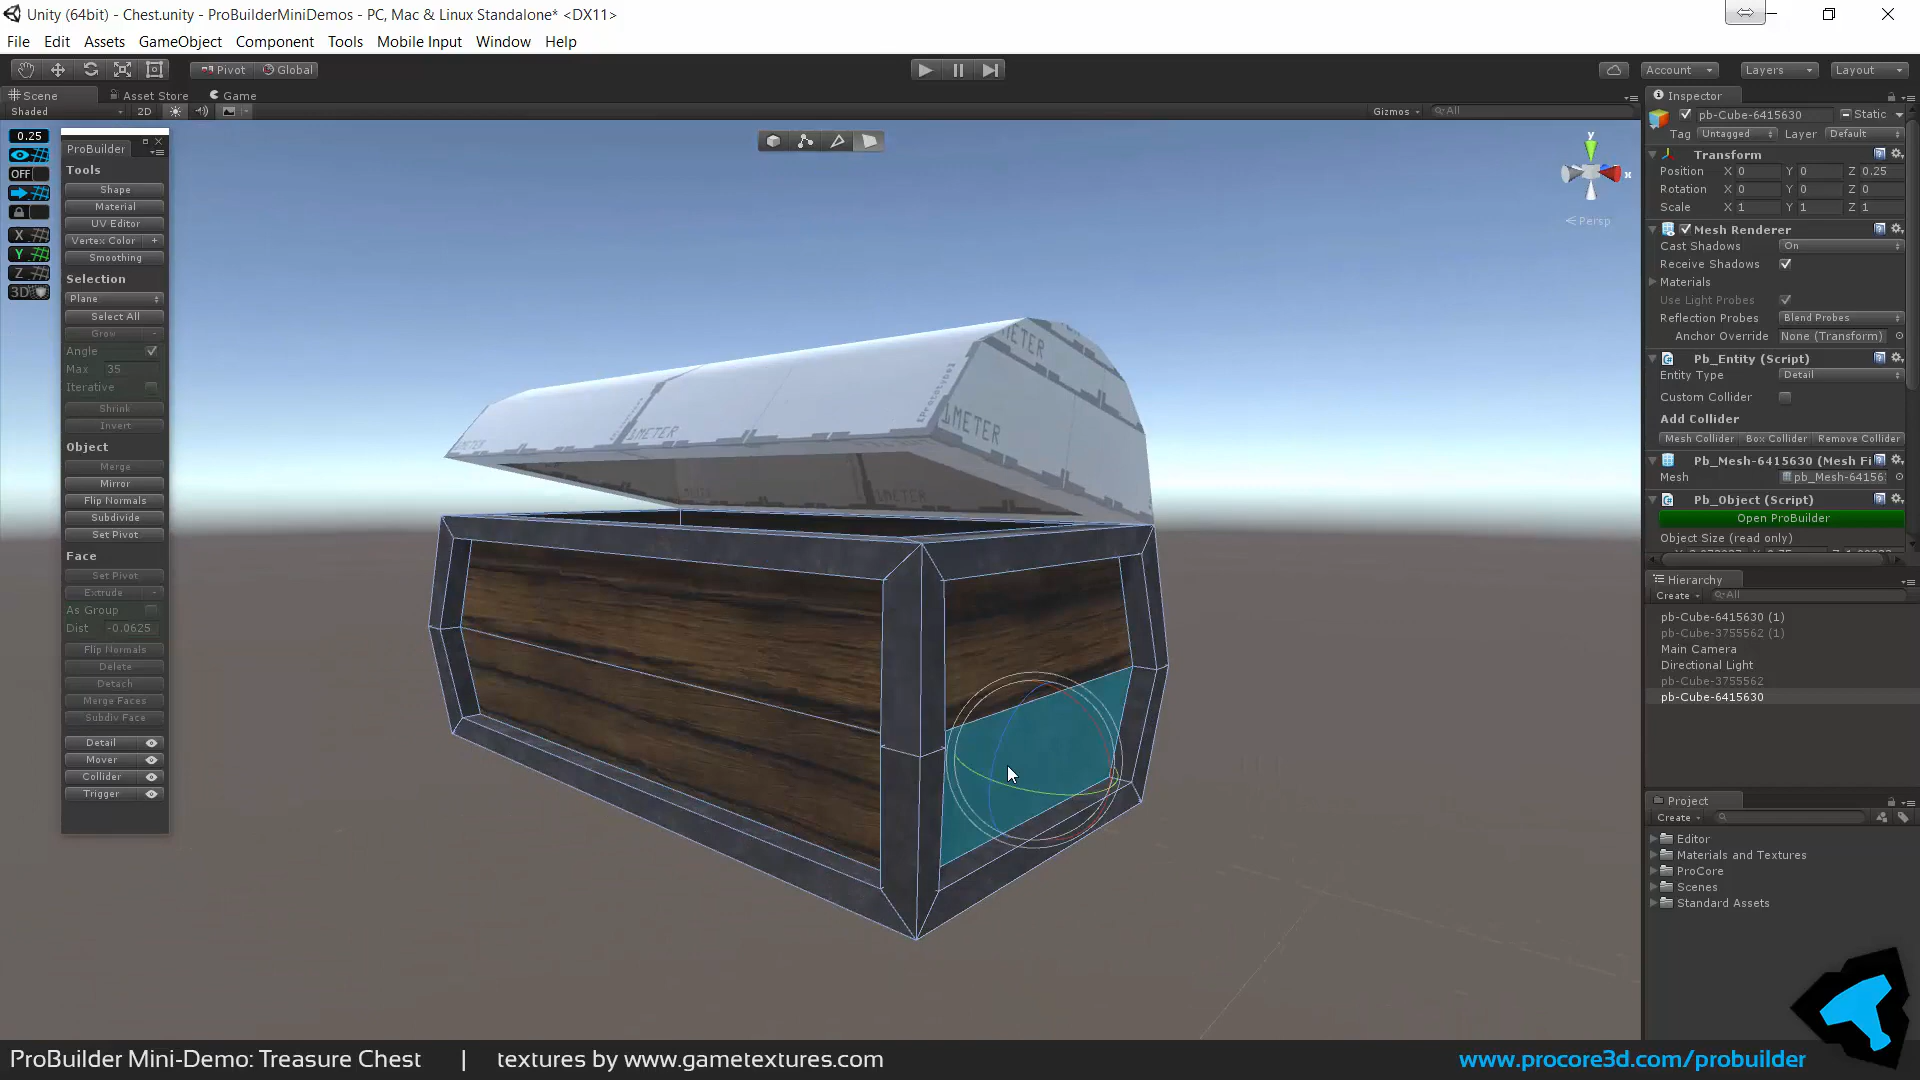 Unity (64bit) - Chest.unity - ProBuilderMiniDemos - PC, Mac & Linux Standalone* <DX11>
File Edit Assets GameObject Component Tools Mobile Input Window Help
Pivot Global
Account Layers Layout
Scene Asset Store Game
Shaded 2D Gizmos All
0.25
OFF
X
Y
Z
3D
ProBuilder
Tools
Shape
Material
UV Editor
Vertex Color +
Smoothing
Selection
Plane
Select All
Grow -
Angle
Max 35
Iterative
Shrink
Invert
Object
Merge
Mirror
Flip Normals
Subdivide
Set Pivot
Face
Set Pivot
Extrude -
As Group
Dist -0.0625
Flip Normals
Delete
Detach
Merge Faces
Subdiv Face
Detail
Mover
Collider
Trigger
y
x
Persp
METER
1METER
1METER
Inspector
pb-Cube-6415630 Static
Tag Untagged Layer Default
Transform
Position X 0 Y 0 Z 0.25
Rotation X 0 Y 0 Z 0
Scale X 1 Y 1 Z 1
Mesh Renderer
Cast Shadows On
Receive Shadows
Materials
Use Light Probes
Reflection Probes Blend Probes
Anchor Override None (Transform)
Pb_Entity (Script)
Entity Type Detail
Custom Collider
Add Collider
Mesh Collider Box Collider Remove Collider
Pb_Mesh-6415630 (Mesh Fi
Mesh pb_Mesh-64156
Pb_Object (Script)
Open ProBuilder
Object Size (read only)
Hierarchy
Create All
pb-Cube-6415630 (1)
pb-Cube-3755562 (1)
Main Camera
Directional Light
pb-Cube-3755562
pb-Cube-6415630
Project
Create
Editor
Materials and Textures
ProCore
Scenes
Standard Assets
ProBuilder Mini-Demo: Treasure Chest | textures by www.gametextures.com
www.procore3d.com/probuilder